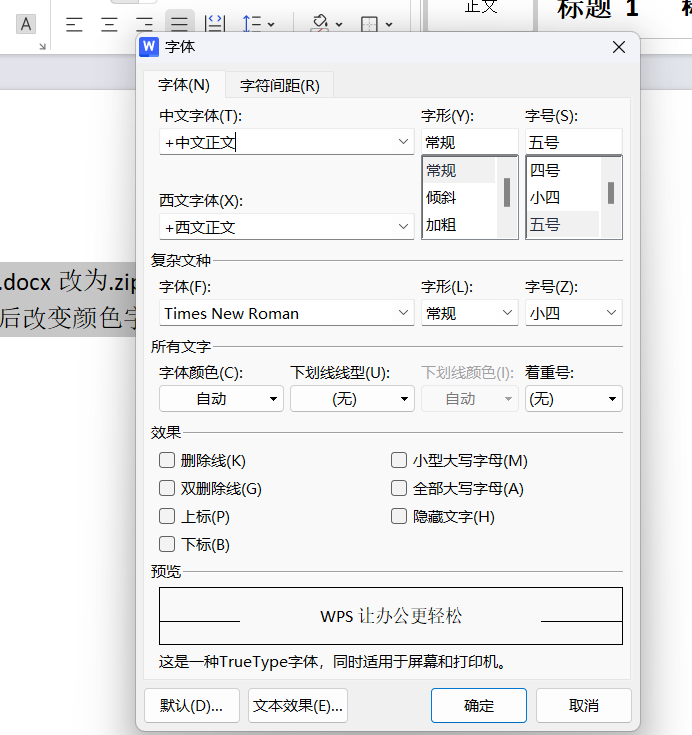 A
正文
标题 1
字体
字体(N)
字符间距(R)
中文字体(T):
字形(Y):
字号(S):
+中文正文
常规
五号
常规
四号
倾斜
小四
加粗
五号
西文字体(X):
+西文正文
.docx 改为.zip
后改变颜色字
复杂文种
字体(F):
字形(L):
字号(Z):
Times New Roman
常规
小四
所有文字
字体颜色(C):
下划线线型(U):
下划线颜色(I):
着重号:
自动
(无)
自动
(无)
效果
删除线(K)
小型大写字母(M)
双删除线(G)
全部大写字母(A)
上标(P)
隐藏文字(H)
下标(B)
预览
WPS 让办公更轻松
这是一种TrueType字体，同时适用于屏幕和打印机。
默认(D)...
文本效果(E)...
确定
取消